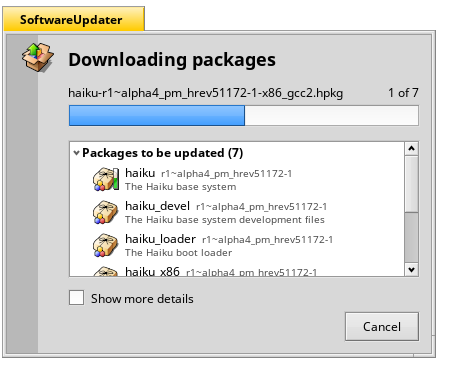 SoftwareUpdater
Downloading packages
haiku-r1~alpha4_pm_hrev51172-1-x86_gcc2.hpkg 1 of 7
Packages to be updated (7)
haiku r1~alpha4_pm_hrev51172-1
The Haiku base system
haiku_devel r1~alpha4_pm_hrev51172-1
The Haiku base system development files
haiku_loader r1~alpha4_pm_hrev51172-1
The Haiku boot loader
haiku_x86 r1~alpha4_pm_hrev51172-1
Show more details
Cancel